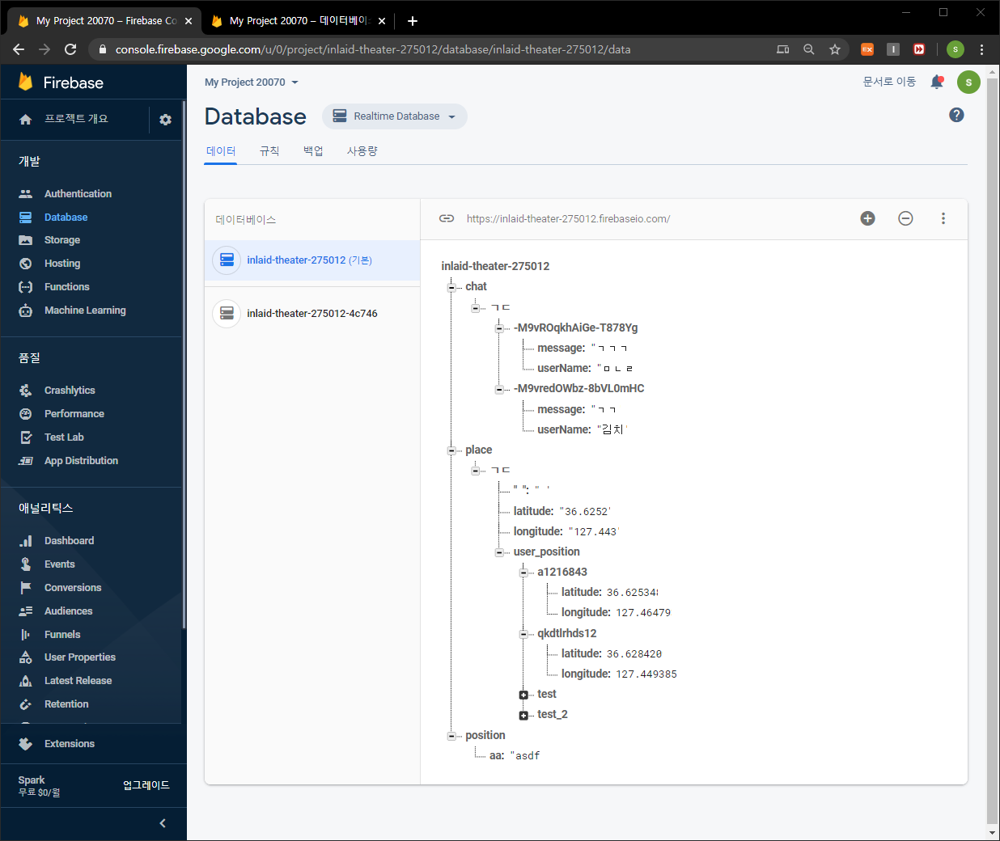 My Project 20070 – Firebase Co
My Project 20070 – 데이터베이스
console.firebase.google.com/u/0/project/inlaid-theater-275012/database/inlaid-theater-275012/data
EX
I
S
Firebase
My Project 20070
문서로 이동
S
프로젝트 개요
Database
Realtime Database
?
데이터
규칙
백업
사용량
개발
Authentication
Database
Storage
Hosting
Functions
Machine Learning
품질
Crashlytics
Performance
Test Lab
App Distribution
애널리틱스
Dashboard
Events
Conversions
Audiences
Funnels
User Properties
Latest Release
Retention
Extensions
Spark
무료 $0/월
업그레이드
데이터베이스
inlaid-theater-275012 (기본)
inlaid-theater-275012-4c746
https://inlaid-theater-275012.firebaseio.com/
inlaid-theater-275012
chat
ㄱㄷ
-M9vROqkhAiGe-T878Yg
message: "ㄱㄱㄱ
userName: "ㅁㄴㄹ
-M9vredOWbz-8bVL0mHC
message: "ㄱㄱ
userName: "김치'
place
ㄱㄷ
" ": " '
latitude: "36.6252'
longitude: "127.443'
user_position
a1216843
latitude: 36.625348
longitude: 127.46479
qkdtlrhds12
latitude: 36.628420
longitude: 127.449385
test
test_2
position
aa: "asdf